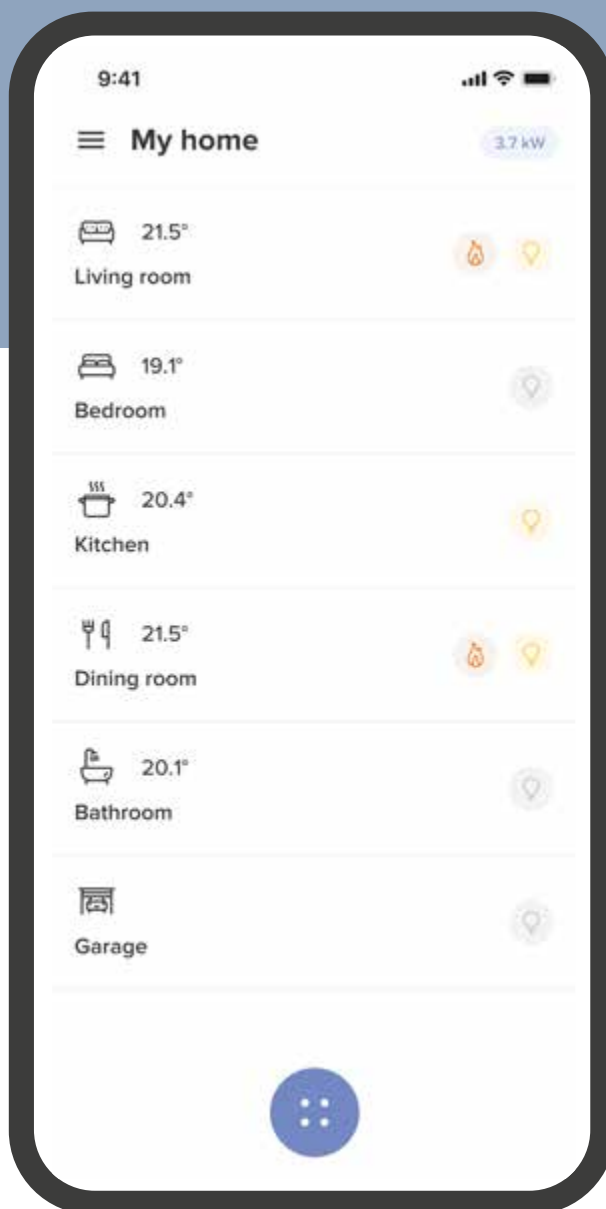 9:41
My home
3.7 kW
21.5°
Living room
19.1°
Bedroom
20.4°
Kitchen
21.5°
Dining room
20.1°
Bathroom
Garage